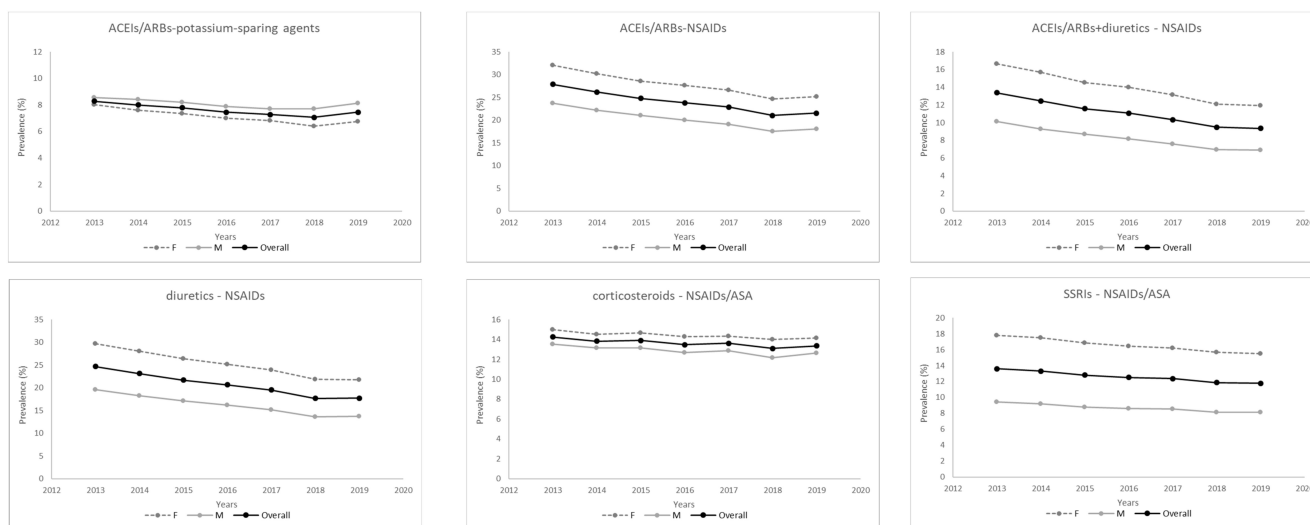 ACEIs/ARBs-potassium-sparing agents
Prevalence (%)
12
10
8
6
4
2
0
2012 2013 2014 2015 2016 2017 2018 2019 2020
Years
F M Overall
ACEIs/ARBs-NSAIDs
Prevalence (%)
35
30
25
20
15
10
5
0
2012 2013 2014 2015 2016 2017 2018 2019 2020
Years
F M Overall
ACEIs/ARBs+diuretics - NSAIDs
Prevalence (%)
18
16
14
12
10
8
6
4
2
0
2012 2013 2014 2015 2016 2017 2018 2019 202
Years
F M Overall
diuretics - NSAIDs
Prevalence (%)
35
30
25
20
15
10
5
0
2012 2013 2014 2015 2016 2017 2018 2019 2020
Years
F M Overall
corticosteroids - NSAIDs/ASA
Prevalence (%)
16
14
12
10
8
6
4
2
0
2012 2013 2014 2015 2016 2017 2018 2019 2020
Years
F M Overall
SSRIs - NSAIDs/ASA
Prevalence (%)
20
18
16
14
12
10
8
6
4
2
0
2012 2013 2014 2015 2016 2017 2018 2019 202
Years
F M Overall